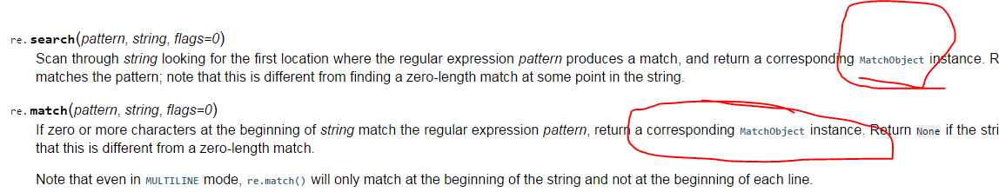 re.search(pattern, string, flags=0)
Scan through string looking for the first location where the regular expression pattern produces a match, and return a corresponding MatchObject instance. R
matches the pattern; note that this is different from finding a zero-length match at some point in the string.
re.match(pattern, string, flags=0)
If zero or more characters at the beginning of string match the regular expression pattern, return a corresponding MatchObject instance. Return None if the stri
that this is different from a zero-length match.
Note that even in MULTILINE mode, re.match() will only match at the beginning of the string and not at the beginning of each line.